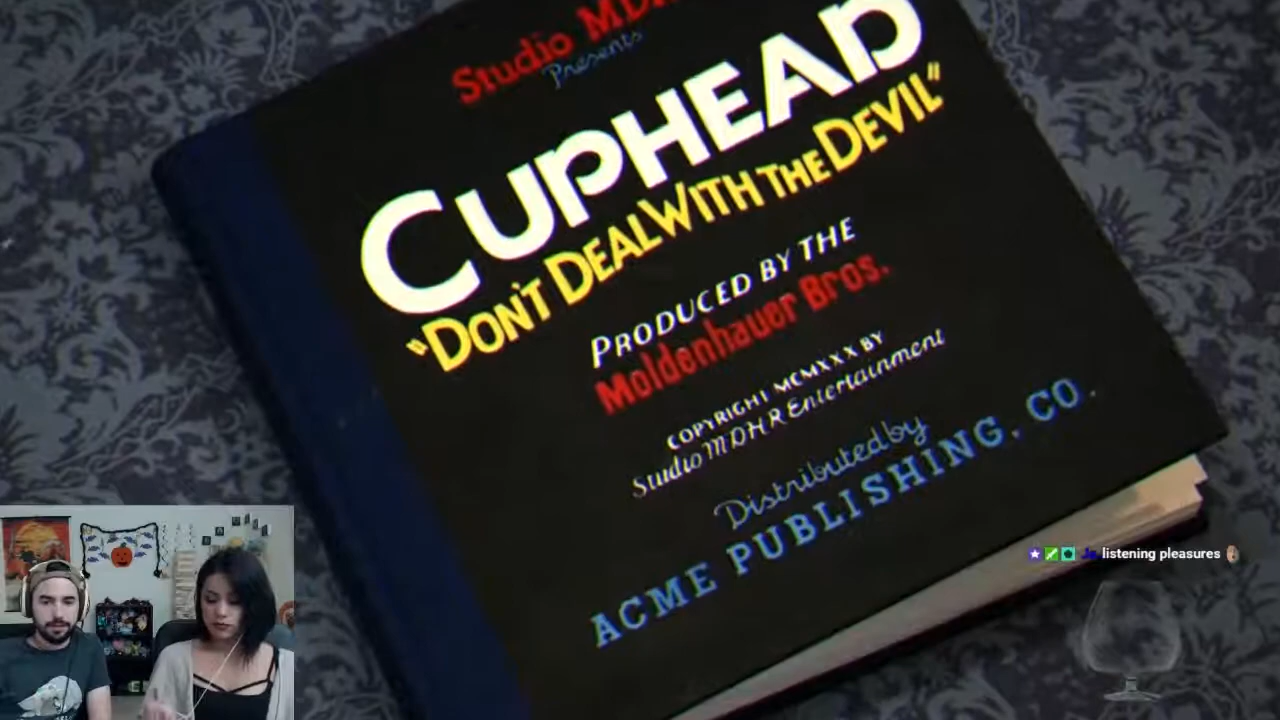 Studio MDHR
Presents
CUPHEAD
"DON'T DEAL WITH THE DEVIL"
PRODUCED BY THE
Moldenhauer Bros.
COPYRIGHT MCMXXX BY
Studio MDHR Entertainment
Distributed by
ACME PUBLISHING. CO.
listening pleasures